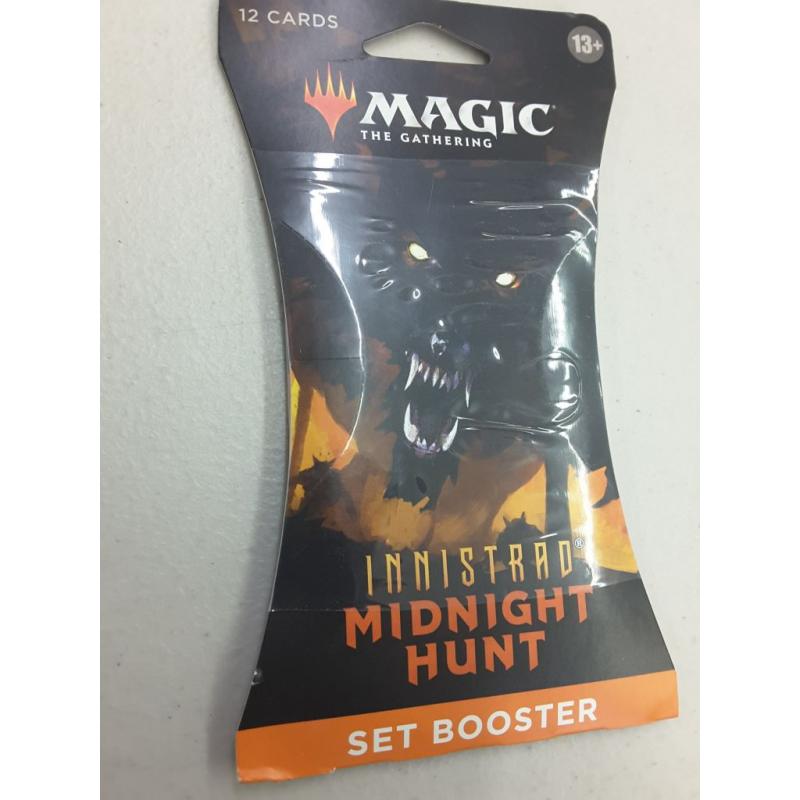 12 CARDS
13+
MAGIC
THE GATHERING
INNISTRAD®
MIDNIGHT
HUNT
SET BOOSTER